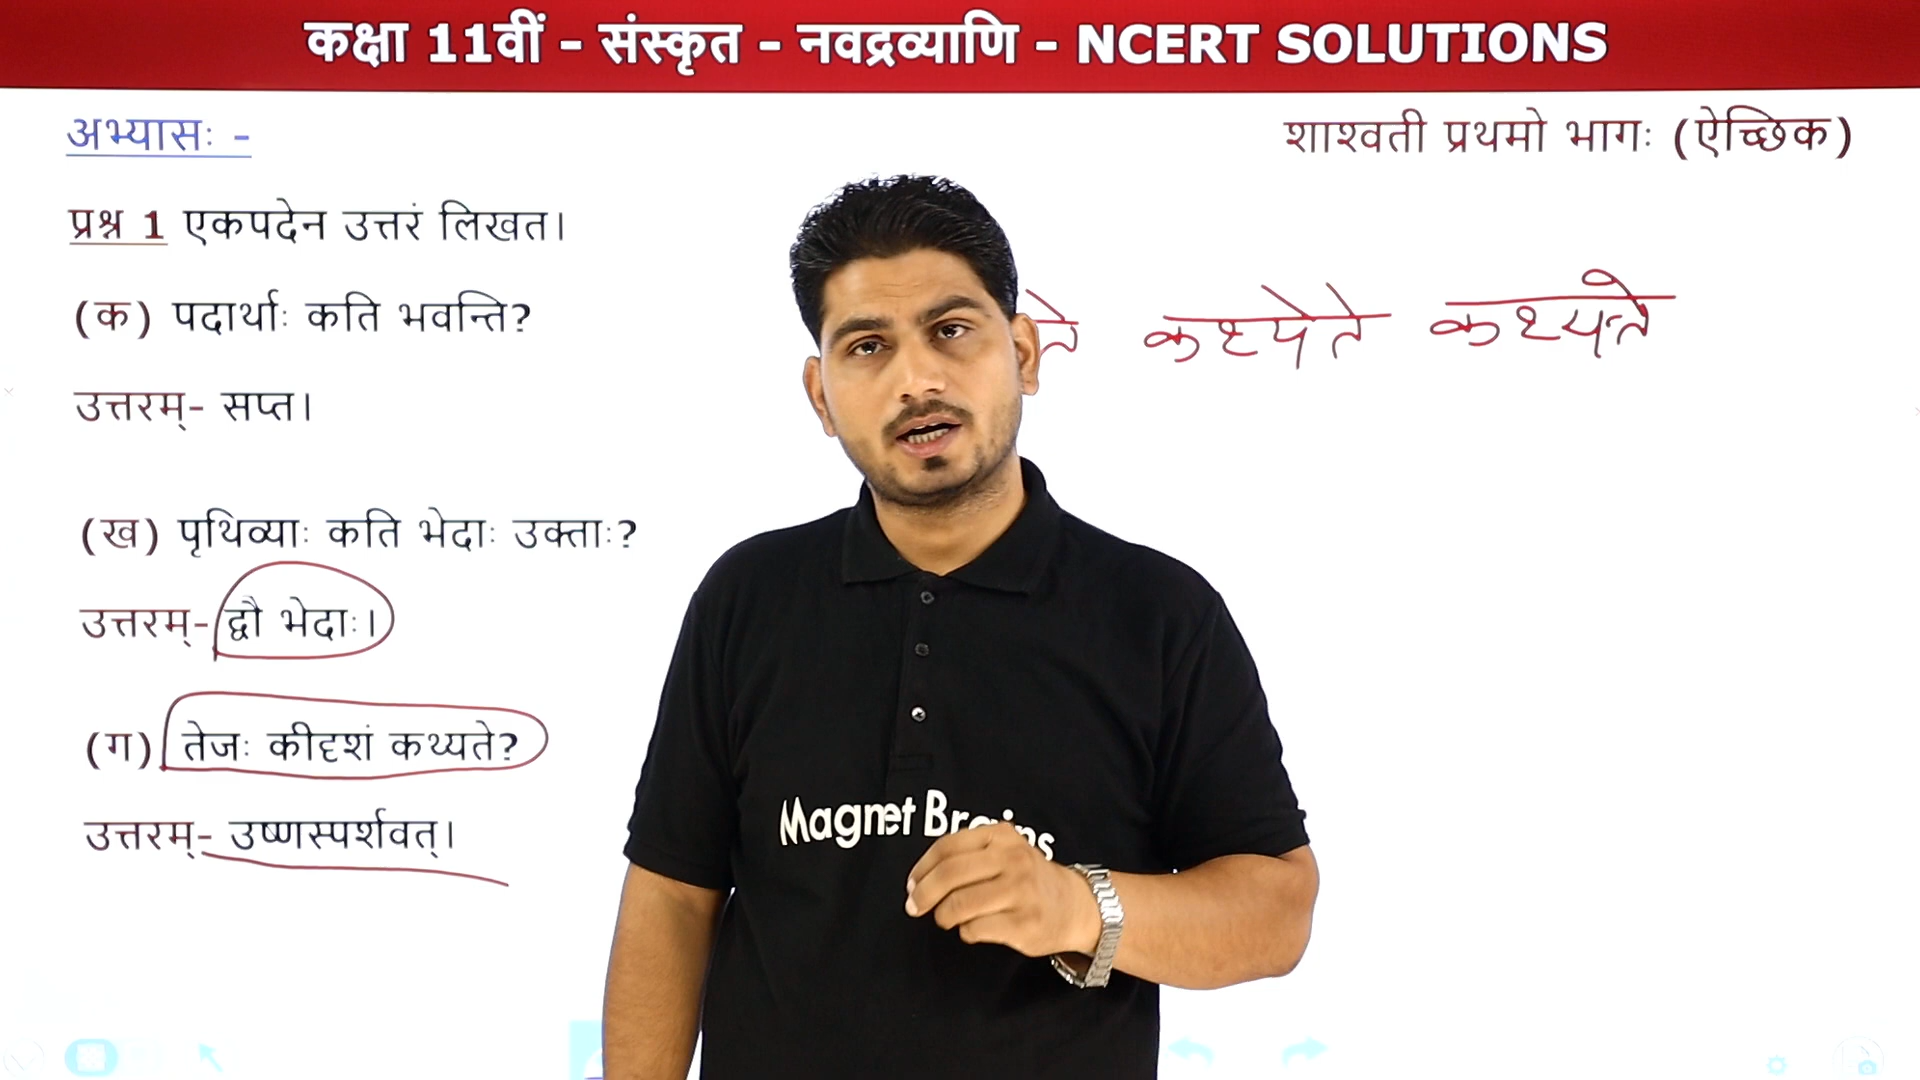 कक्षा 11वीं - संस्कृत - नवद्रव्याणि - NCERT SOLUTIONS
अभ्यासः -
शाश्वती प्रथमो भागः (ऐच्छिक)
प्रश्न 1 एकपदेन उत्तरं लिखत।
(क) पदार्थाः कति भवन्ति?
ते कथ्येते कथ्यन्ते
उत्तरम्- सप्त।
(ख) पृथिव्याः कति भेदाः उक्ताः?
उत्तरम्- द्वौ भेदाः।
(ग) तेजः कीदृशं कथ्यते?
उत्तरम्- उष्णस्पर्शवत्।
Magnet Brains